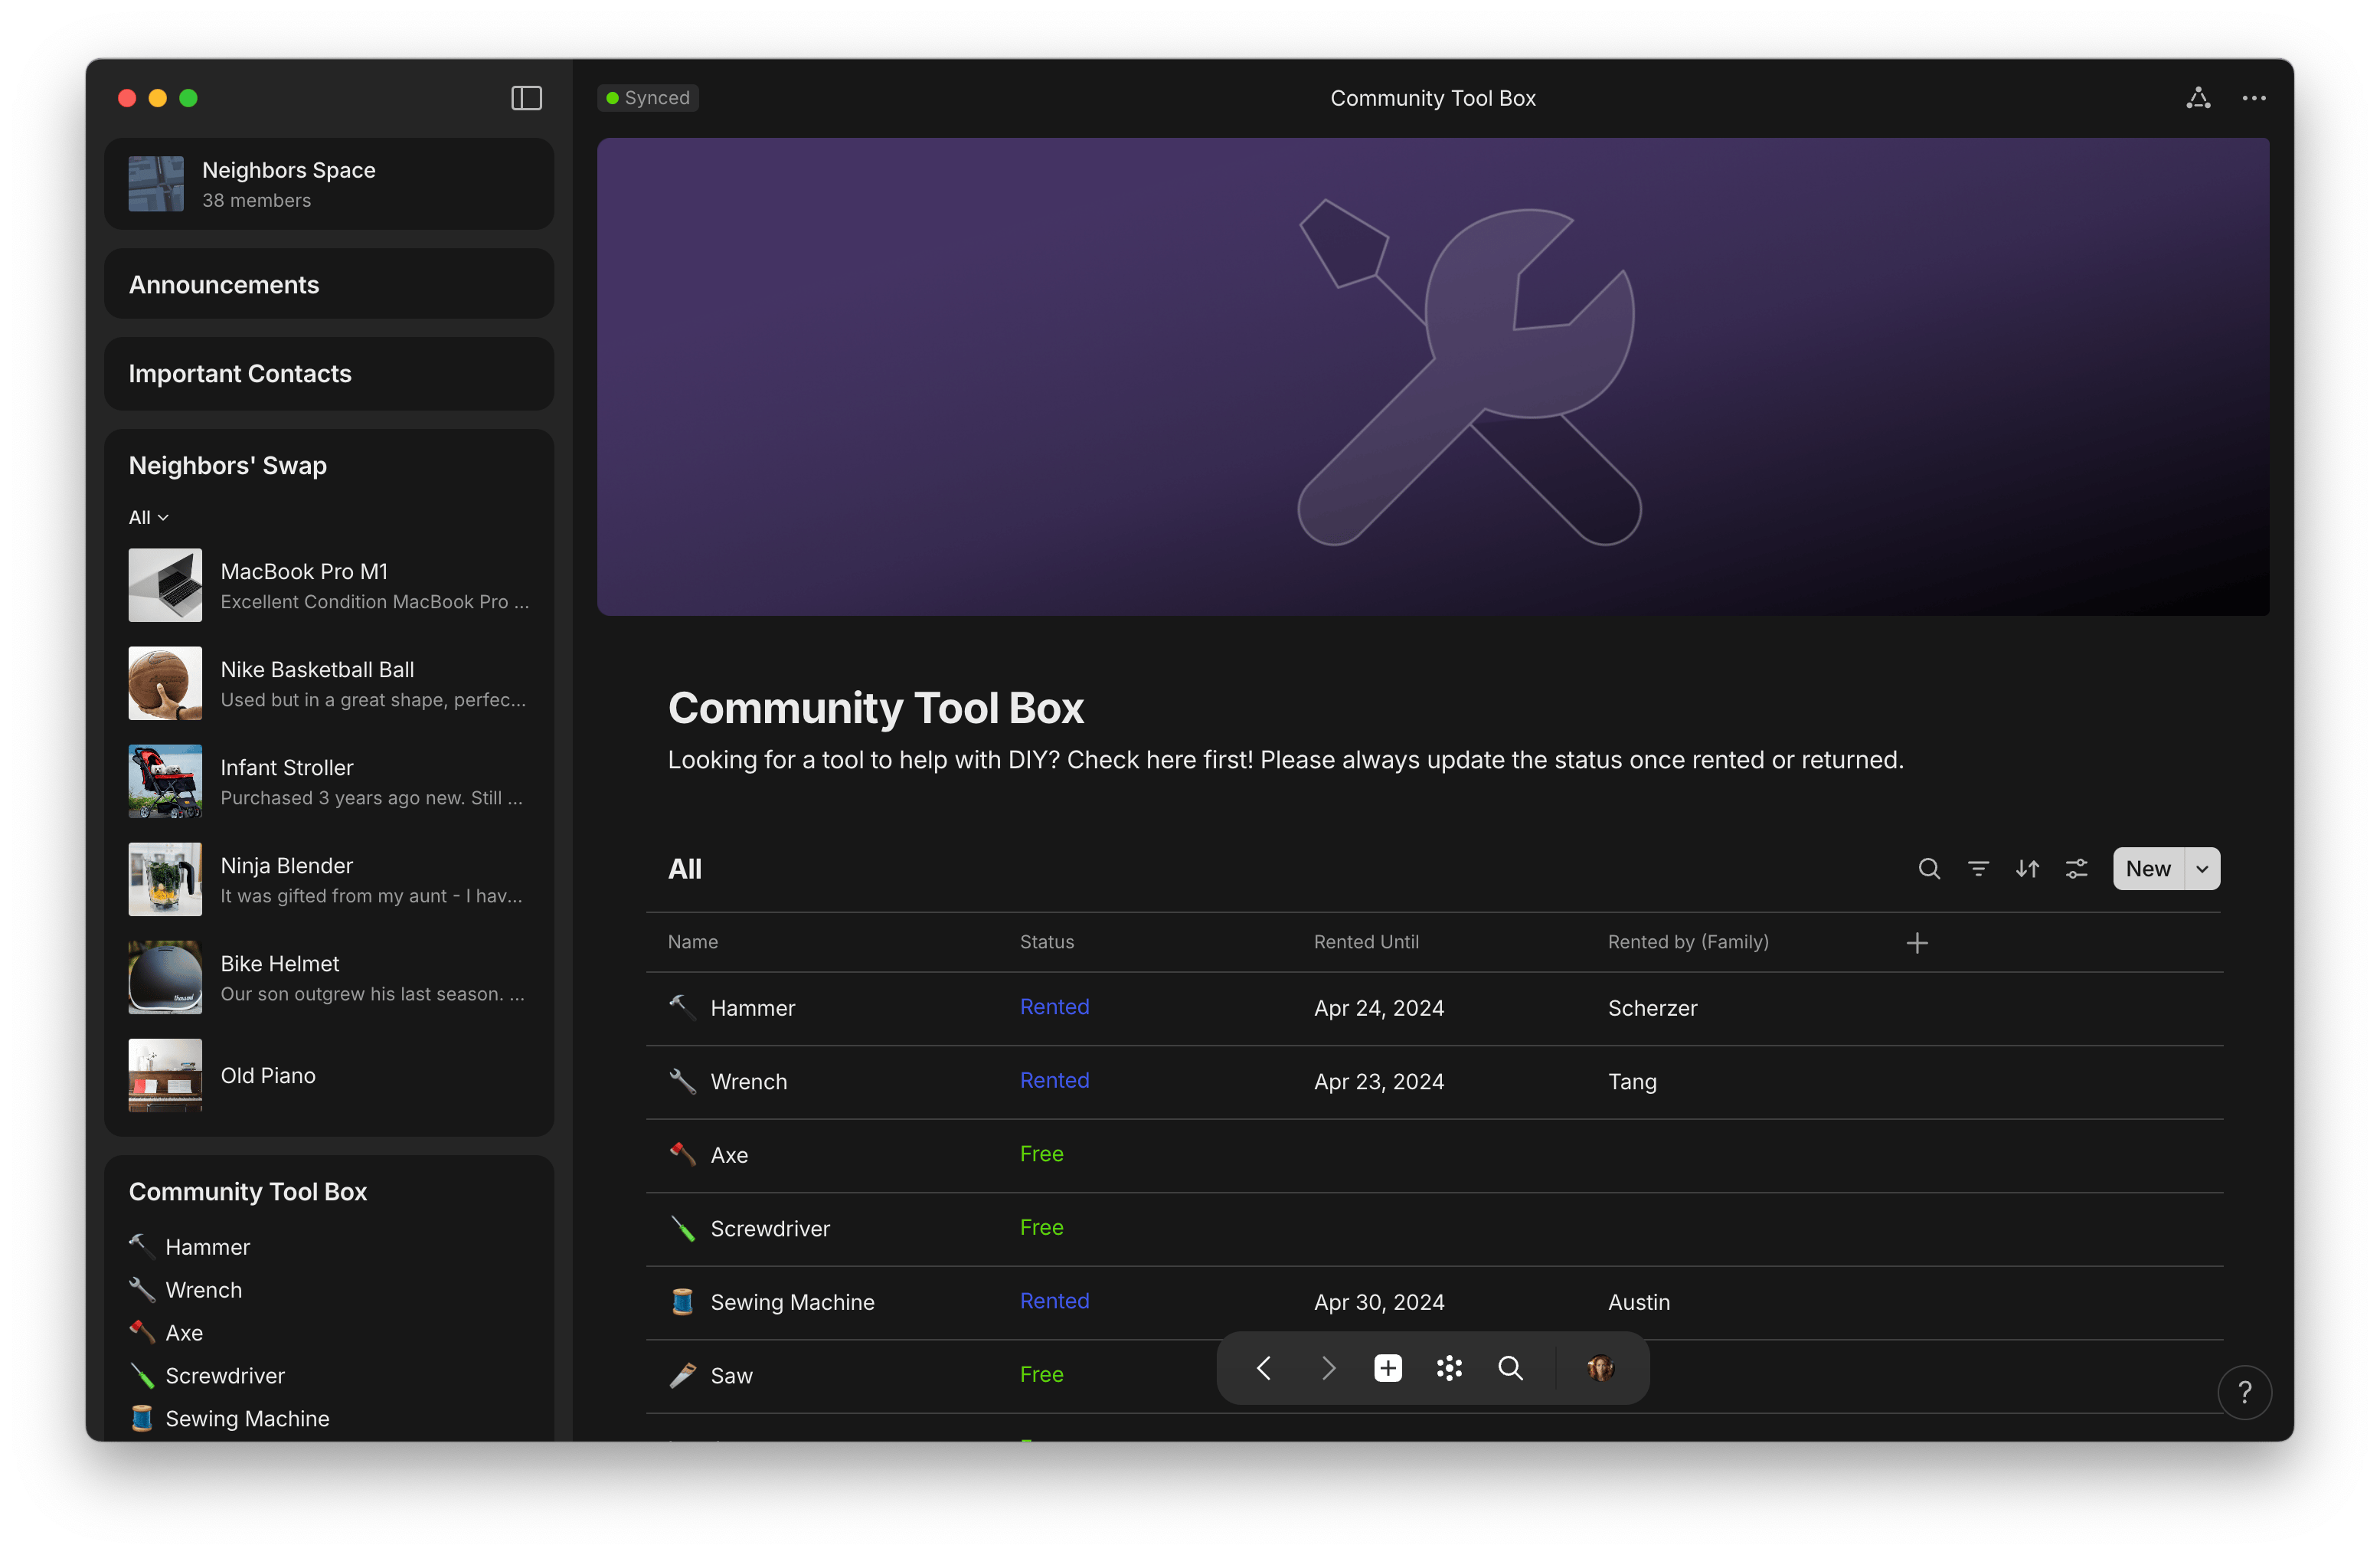 Synced
Community Tool Box
Neighbors Space
38 members
Announcements
Important Contacts
Neighbors' Swap
All
MacBook Pro M1
Excellent Condition MacBook Pro ...
Nike Basketball Ball
Used but in a great shape, perfec...
Infant Stroller
Purchased 3 years ago new. Still ...
Ninja Blender
It was gifted from my aunt - I hav...
Bike Helmet
Our son outgrew his last season. ...
Old Piano
Community Tool Box
Hammer
Wrench
Axe
Screwdriver
Sewing Machine
Community Tool Box
Looking for a tool to help with DIY? Check here first! Please always update the status once rented or returned.
All
New
Name Status Rented Until Rented by (Family)
Hammer Rented Apr 24, 2024 Scherzer
Wrench Rented Apr 23, 2024 Tang
Axe Free
Screwdriver Free
Sewing Machine Rented Apr 30, 2024 Austin
Saw Free
?